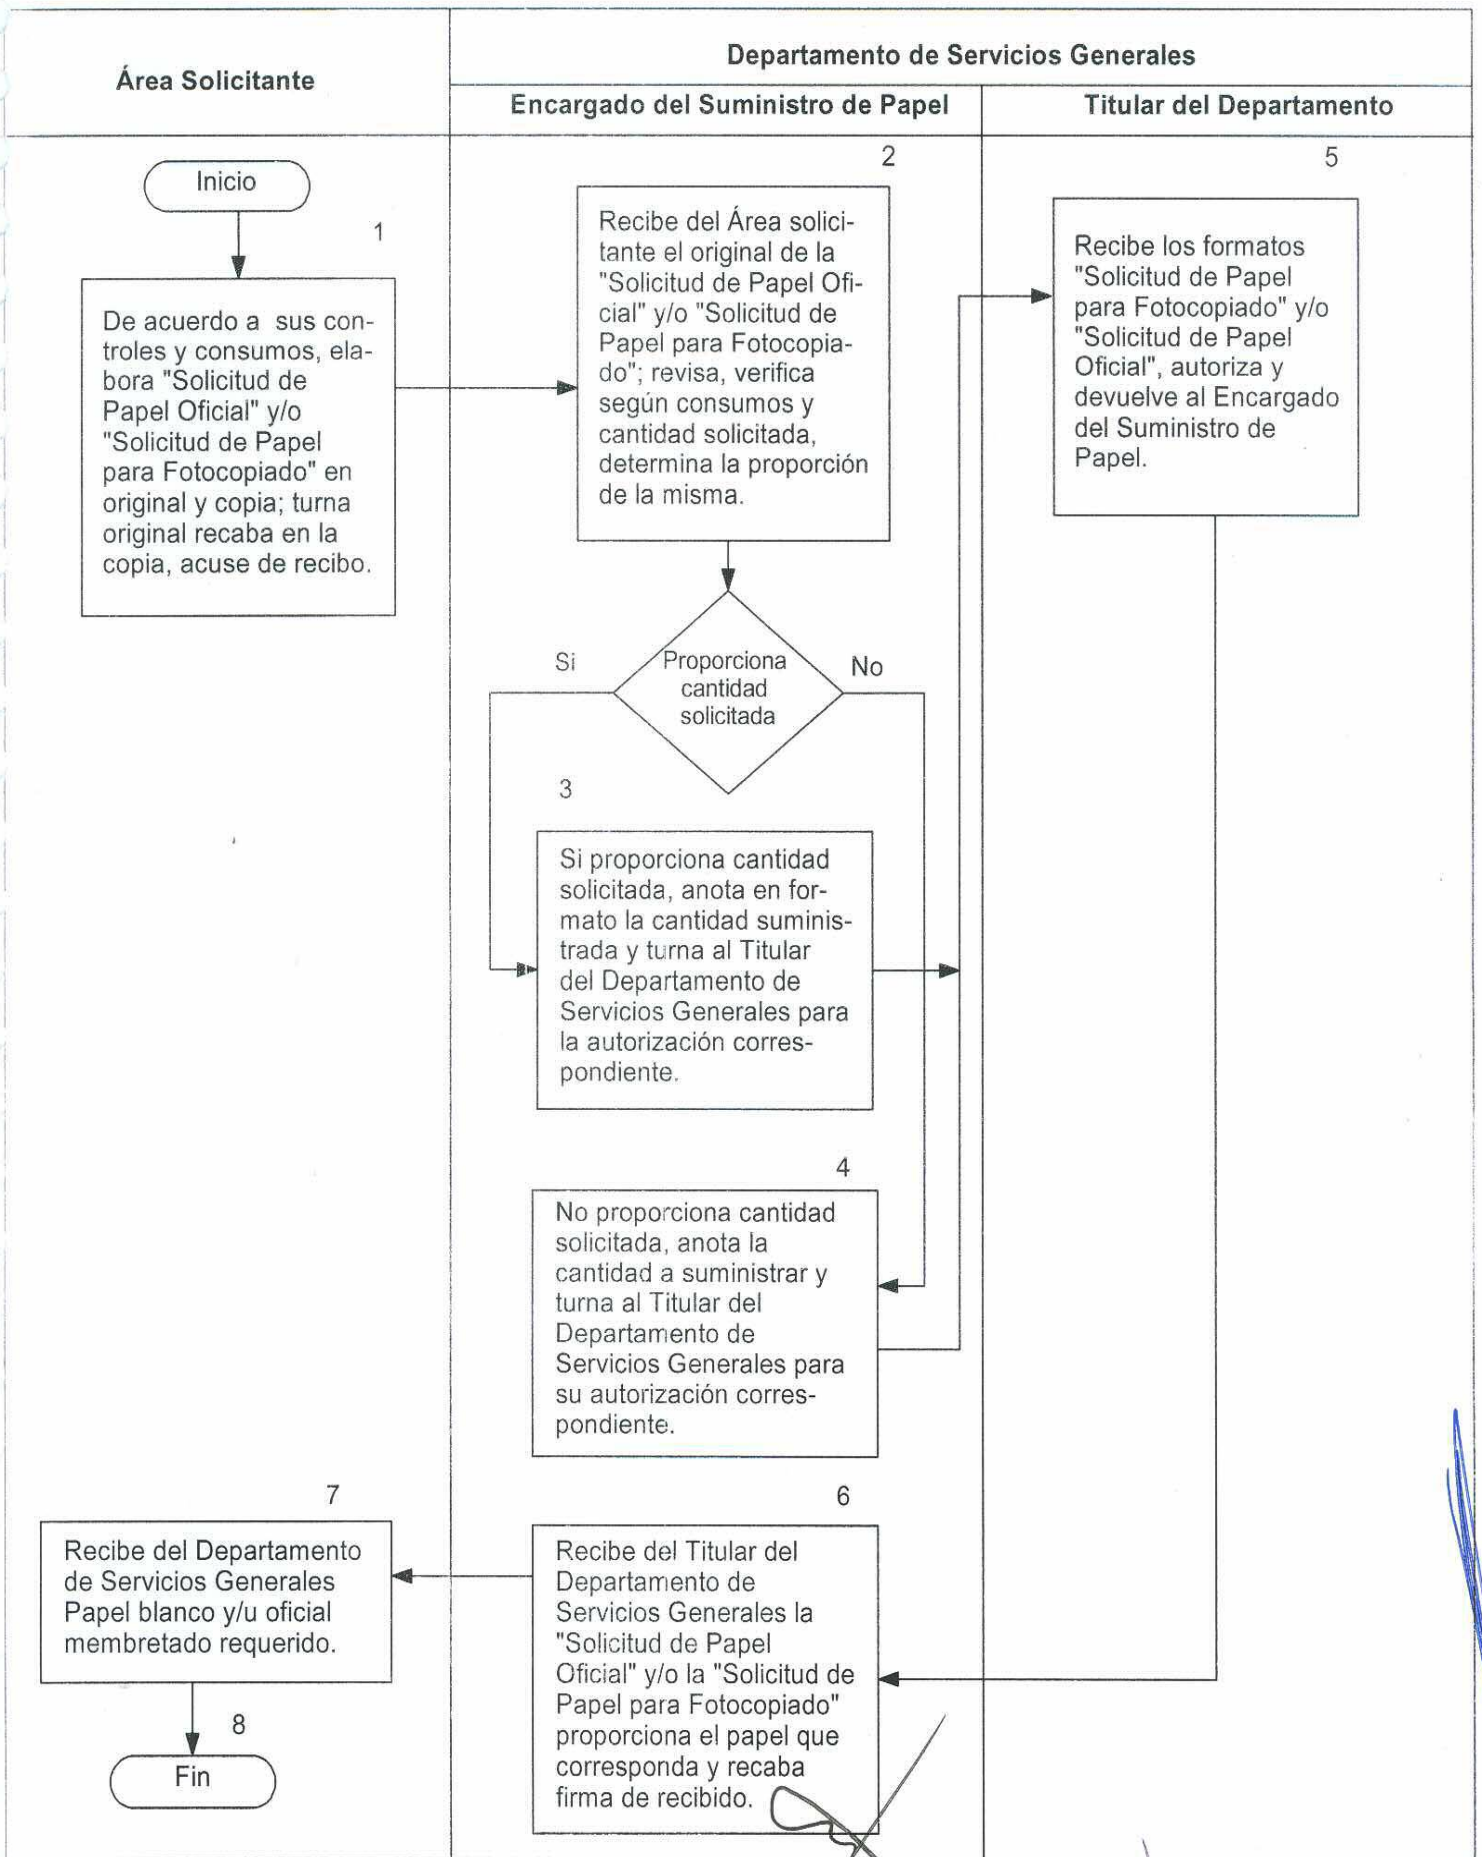 Área Solicitante
Departamento de Servicios Generales
Encargado del Suministro de Papel
Titular del Departamento
Inicio
1
De acuerdo a sus con-
troles y consumos, ela-
bora "Solicitud de
Papel Oficial" y/o
"Solicitud de Papel
para Fotocopiado" en
original y copia; turna
original recaba en la
copia, acuse de recibo.
2
Recibe del Área solici-
tante el original de la
"Solicitud de Papel Ofi-
cial" y/o "Solicitud de
Papel para Fotocopia-
do"; revisa, verifica
según consumos y
cantidad solicitada,
determina la proporción
de la misma.
Si
Proporciona
cantidad
solicitada
No
3
Si proporciona cantidad
solicitada, anota en for-
mato la cantidad suminis-
trada y turna al Titular
del Departamento de
Servicios Generales para
la autorización corres-
pondiente.
4
No proporciona cantidad
solicitada, anota la
cantidad a suministrar y
turna al Titular del
Departamento de
Servicios Generales para
su autorización corres-
pondiente.
5
Recibe los formatos
"Solicitud de Papel
para Fotocopiado" y/o
"Solicitud de Papel
Oficial", autoriza y
devuelve al Encargado
del Suministro de
Papel.
6
Recibe del Titular del
Departamento de
Servicios Generales la
"Solicitud de Papel
Oficial" y/o la "Solicitud de
Papel para Fotocopiado"
proporciona el papel que
corresponda y recaba
firma de recibido.
7
Recibe del Departamento
de Servicios Generales
Papel blanco y/u oficial
membretado requerido.
8
Fin